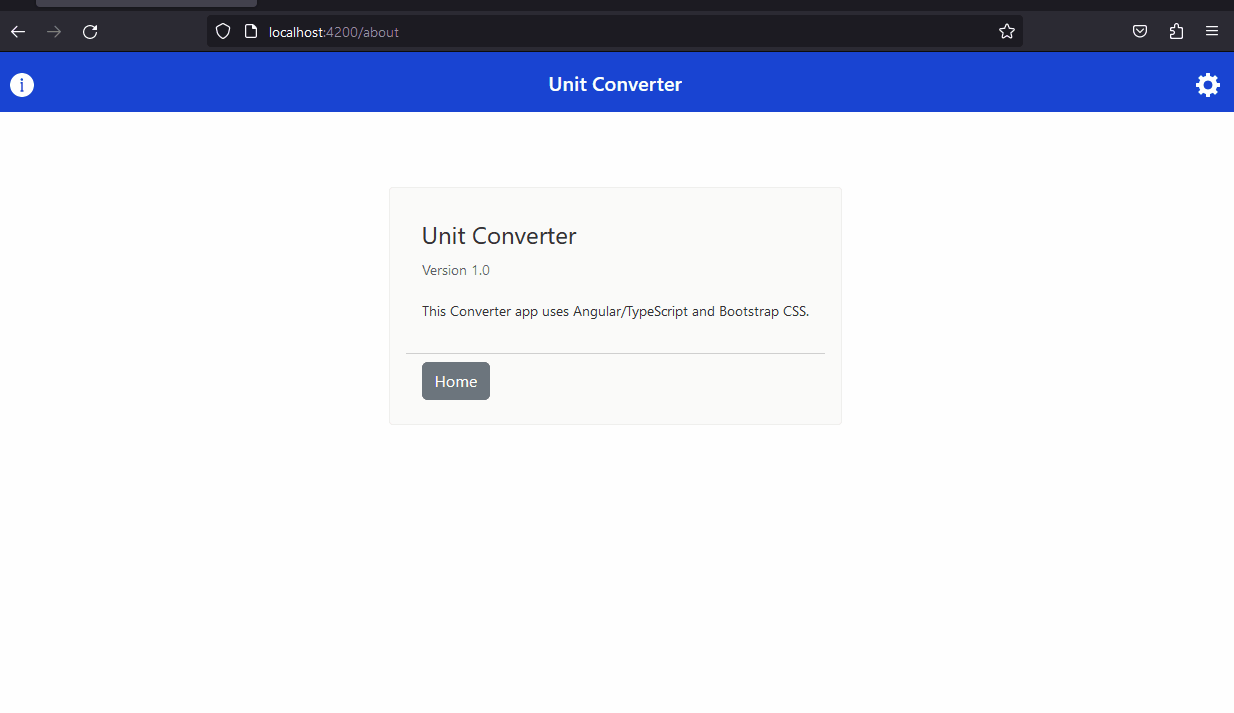 localhost:4200/about
Unit Converter
Unit Converter
Version 1.0
This Converter app uses Angular/TypeScript and Bootstrap CSS.
Home